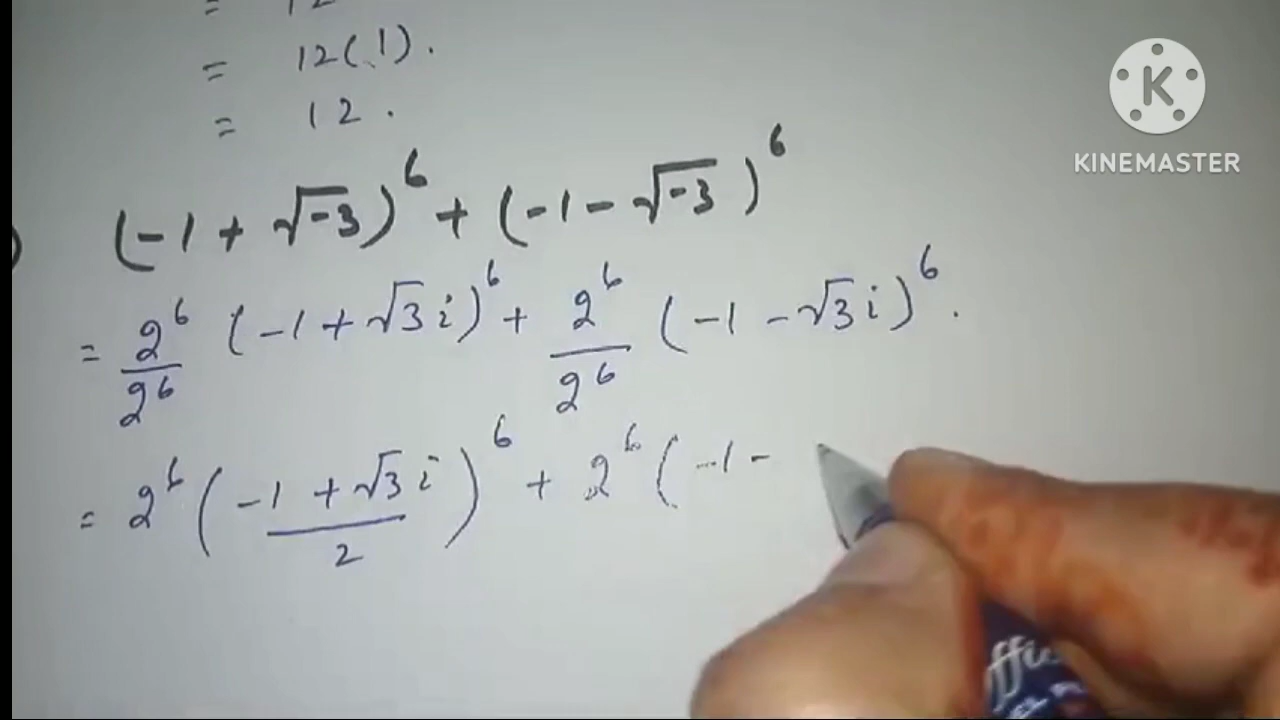 = 12
= 12(1).
= 12.
K
KINEMASTER
) (-1 + √-3)⁶ + (-1 - √-3)⁶
= 2⁶/2⁶ (-1 + √3 i)⁶ + 2⁶/2⁶ (-1 - √3 i)⁶.
= 2⁶ ((-1 + √3 i)/2)⁶ + 2⁶ (-1 -